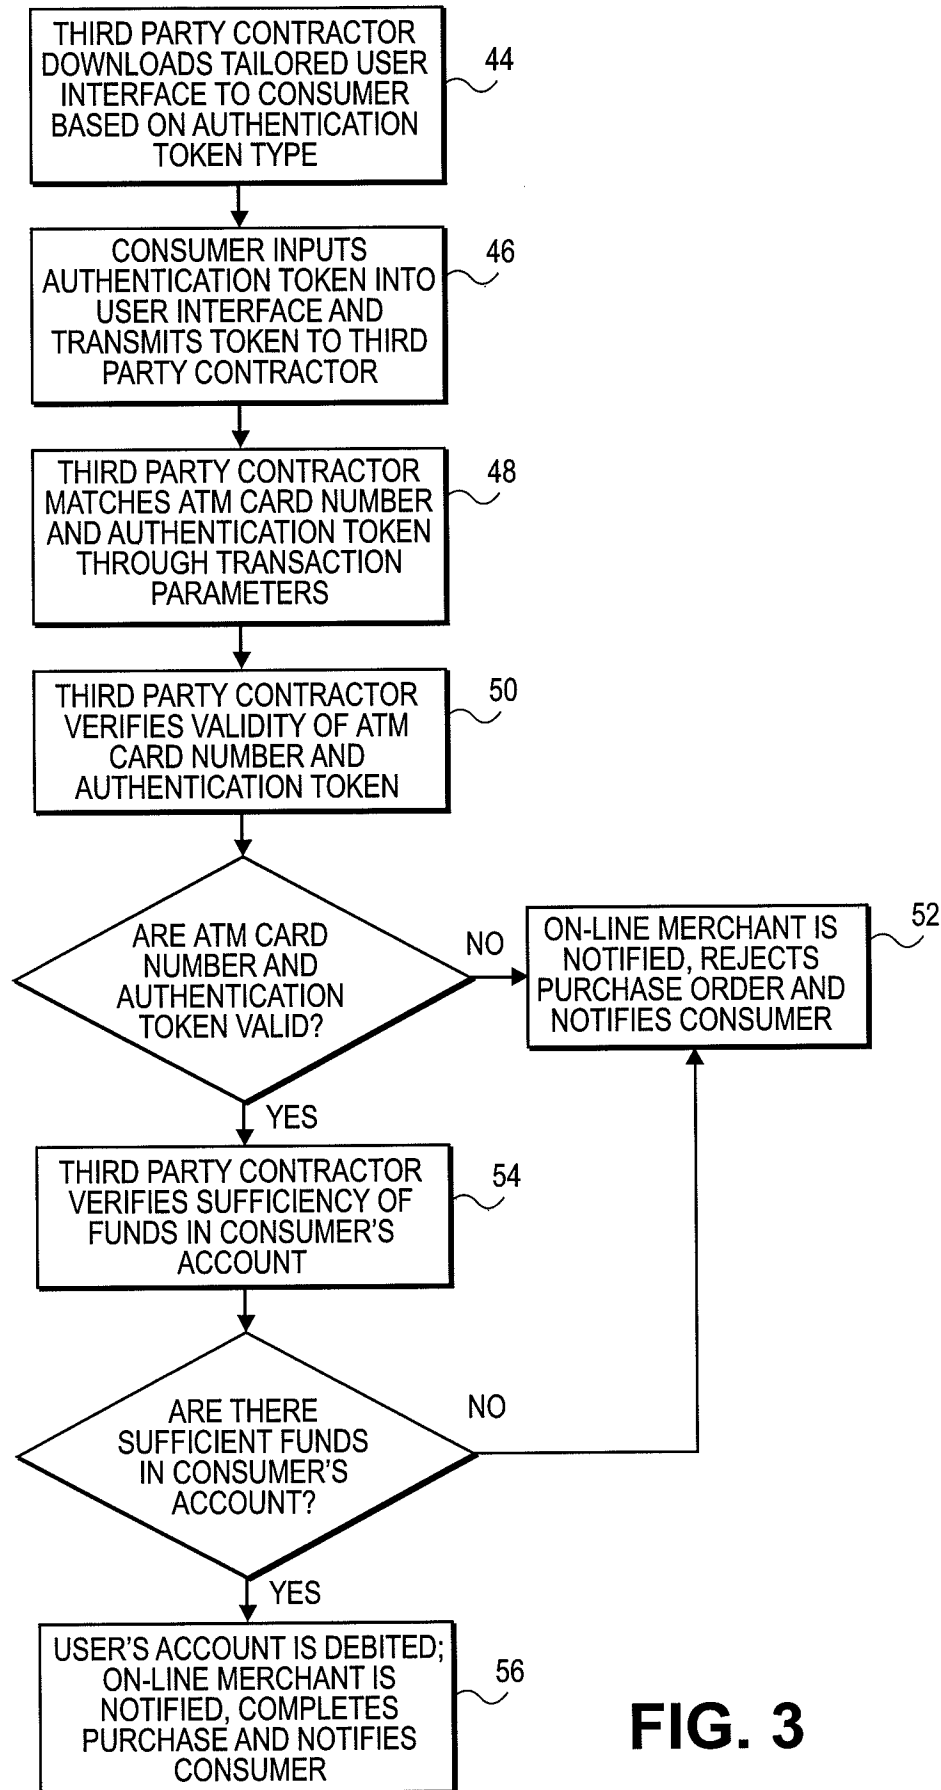 THIRD PARTY CONTRACTOR
DOWNLOADS TAILORED USER
INTERFACE TO CONSUMER
BASED ON AUTHENTICATION
TOKEN TYPE
44
CONSUMER INPUTS
AUTHENTICATION TOKEN INTO
USER INTERFACE AND
TRANSMITS TOKEN TO THIRD
PARTY CONTRACTOR
46
THIRD PARTY CONTRACTOR
MATCHES ATM CARD NUMBER
AND AUTHENTICATION TOKEN
THROUGH TRANSACTION
PARAMETERS
48
THIRD PARTY CONTRACTOR
VERIFIES VALIDITY OF ATM
CARD NUMBER AND
AUTHENTICATION TOKEN
50
ARE ATM CARD
NUMBER AND
AUTHENTICATION
TOKEN VALID?
NO
ON-LINE MERCHANT IS
NOTIFIED, REJECTS
PURCHASE ORDER AND
NOTIFIES CONSUMER
52
YES
THIRD PARTY CONTRACTOR
VERIFIES SUFFICIENCY OF
FUNDS IN CONSUMER'S
ACCOUNT
54
ARE THERE
SUFFICIENT FUNDS
IN CONSUMER'S
ACCOUNT?
NO
YES
USER'S ACCOUNT IS DEBITED;
ON-LINE MERCHANT IS
NOTIFIED, COMPLETES
PURCHASE AND NOTIFIES
CONSUMER
56
FIG. 3